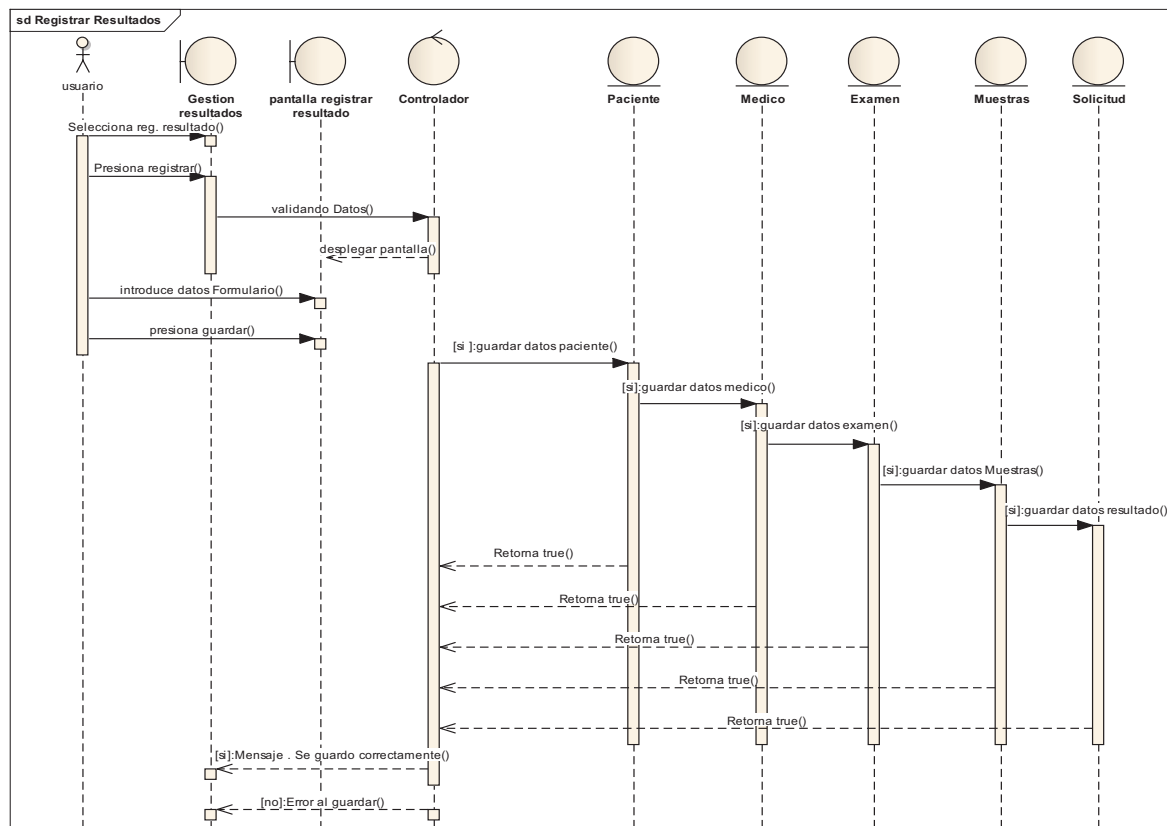 sd Registrar Resultados
usuario
Gestion
resultados
pantalla registrar
resultado
Controlador
Paciente
Medico
Examen
Muestras
Solicitud
Selecciona reg. resultado()
Presiona registrar()
validando Datos()
desplegar pantalla()
introduce datos Formulario()
presiona guardar()
[si ]:guardar datos paciente()
[si]:guardar datos medico()
[si]:guardar datos examen()
[si]:guardar datos Muestras()
[si]:guardar datos resultado()
Retorna true()
Retorna true()
Retorna true()
Retorna true()
Retorna true()
[si]:Mensaje . Se guardo correctamente()
[no]:Error al guardar()